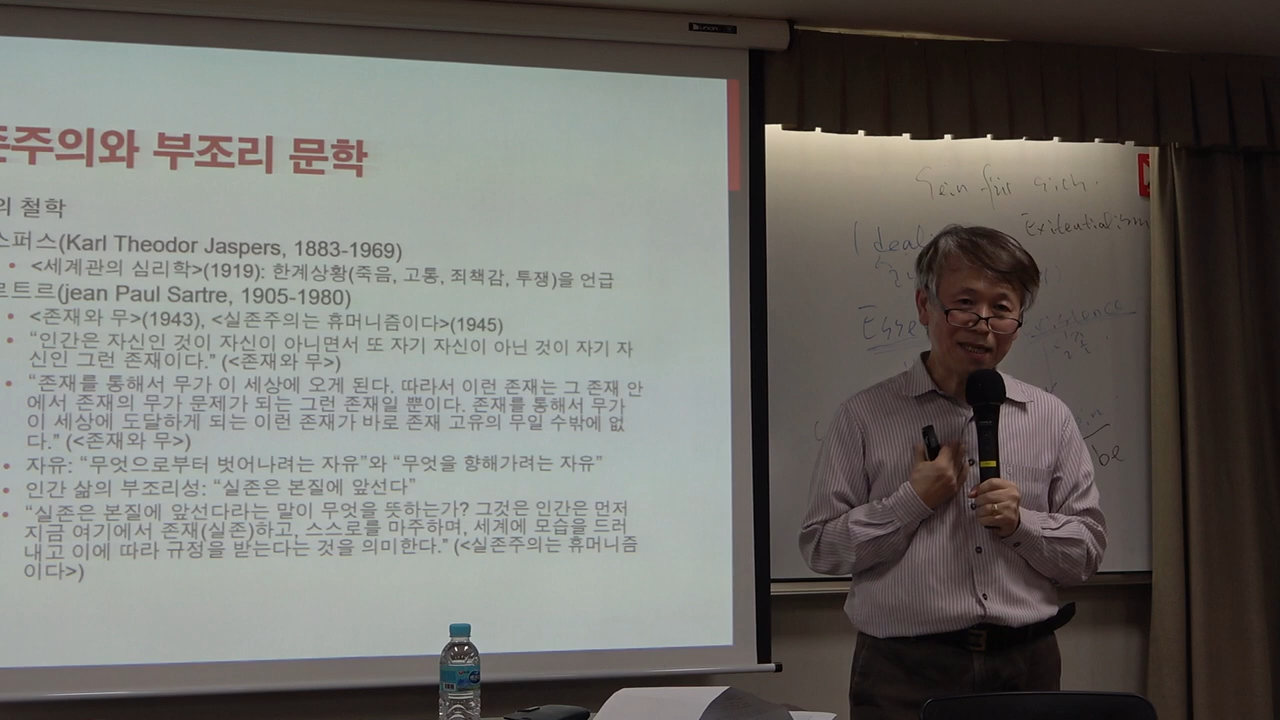 존주의와 부조리 문학
의 철학
스퍼스(Karl Theodor Jaspers, 1883-1969)
• <세계관의 심리학>(1919): 한계상황(죽음, 고통, 죄책감, 투쟁)을 언급
르트르(jean Paul Sartre, 1905-1980)
• <존재와 무>(1943), <실존주의는 휴머니즘이다>(1945)
• “인간은 자신인 것이 자신이 아니면서 또 자기 자신이 아닌 것이 자기 자
신인 그런 존재이다.” (<존재와 무>)
• “존재를 통해서 무가 이 세상에 오게 된다. 따라서 이런 존재는 그 존재 안
에서 존재의 무가 문제가 되는 그런 존재일 뿐이다. 존재를 통해서 무가
이 세상에 도달하게 되는 이런 존재가 바로 존재 고유의 무일 수밖에 없
다.” (<존재와 무>)
• 자유: “무엇으로부터 벗어나려는 자유”와 “무엇을 향해가려는 자유”
• 인간 삶의 부조리성: “실존은 본질에 앞선다”
• “실존은 본질에 앞선다라는 말이 무엇을 뜻하는가? 그것은 인간은 먼저
지금 여기에서 존재(실존)하고, 스스로를 마주하며, 세계에 모습을 드러
내고 이에 따라 규정을 받는다는 것을 의미한다.” (<실존주의는 휴머니즘
이다>)
Sein für sich.
Ideali
Existentialism
Esse
xistence
be